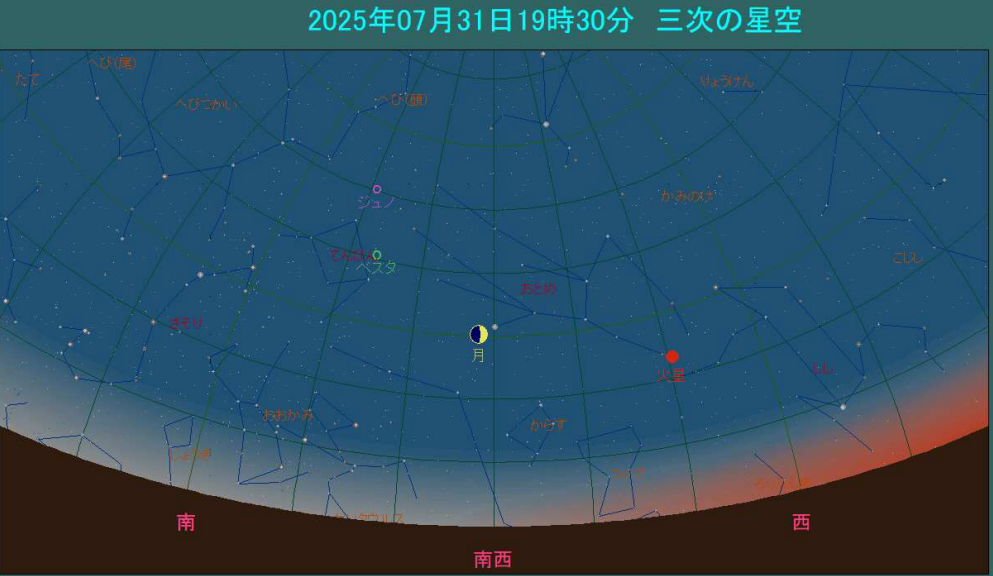 2025年07月31日19時30分 三次の星空
へび(尾)
たて
りょうけん
へびつかい
へび(頭)
かみのけ
ジュノー
てんびん
ベスタ
こじし
おとめ
さそり
月
火星
しし
おおかみ
からす
南
西
南西